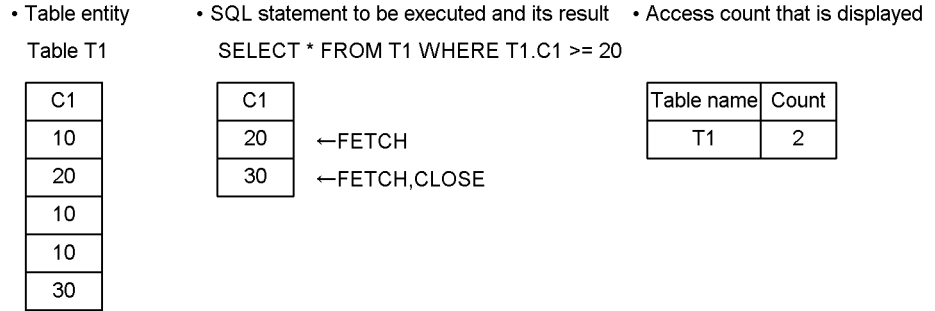 • Table entity
Table T1
C1
10
20
10
10
30
• SQL statement to be executed and its result
SELECT * FROM T1 WHERE T1.C1 >= 20
C1
20 ←FETCH
30 ←FETCH,CLOSE
• Access count that is displayed
Table name Count
T1 2